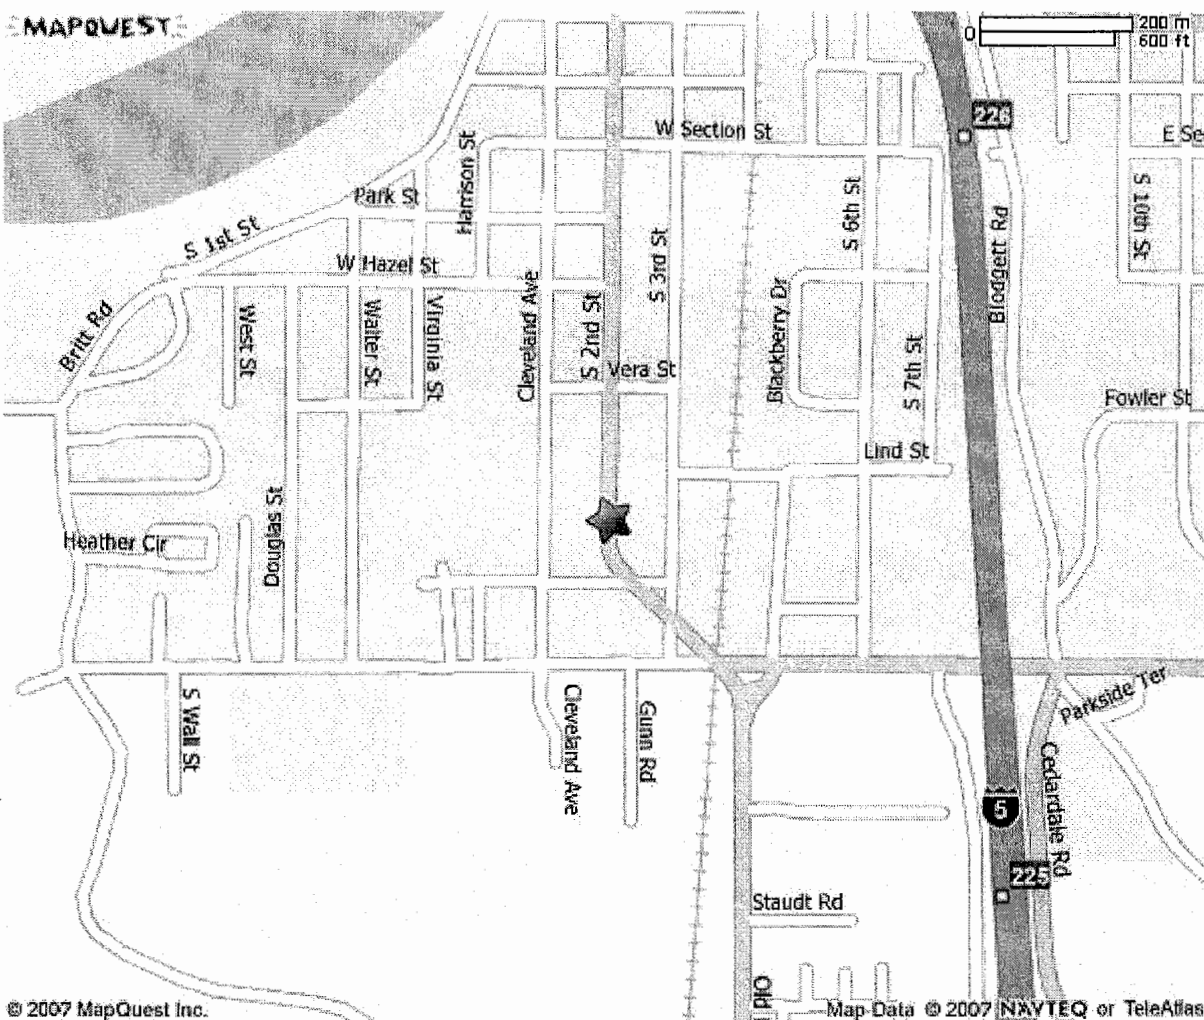 MAPQUEST
200 m
0
600 ft
226
W Section St
E Se
Harrison St
Park St
S 6th St
S 10th St
S 1st St
S 3rd St
Blodgett Rd
W Hazel St
Cleveland Ave
Blackberry Dr
Britt Rd
West St
Walter St
Virginia St
S 2nd St
S 7th St
Vera St
Fowler St
Lind St
Douglas St
Heather Cir
S Wall St
Cleveland Ave
Gunn Rd
Parkside Ter
Cedardale Rd
5
225
Staudt Rd
Old
© 2007 MapQuest Inc.
Map Data © 2007 NAVTEQ or TeleAtlas